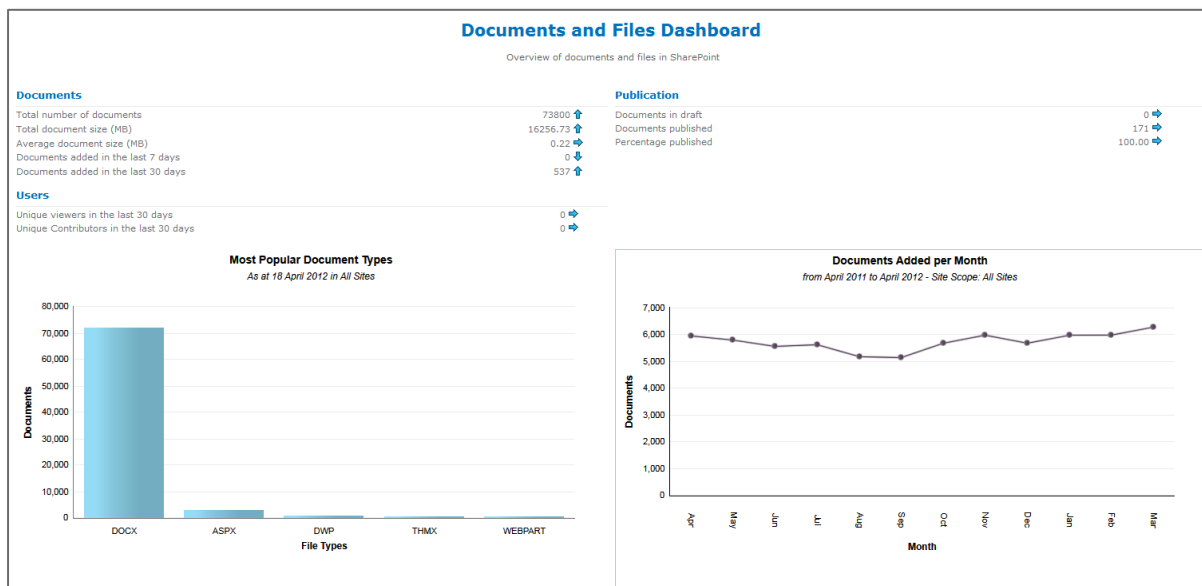 Documents and Files Dashboard
Overview of documents and files in SharePoint
Documents
Total number of documents 73800
Total document size (MB) 16256.73
Average document size (MB) 0.22
Documents added in the last 7 days 0
Documents added in the last 30 days 537
Users
Unique viewers in the last 30 days 0
Unique Contributors in the last 30 days 0
Publication
Documents in draft 0
Documents published 171
Percentage published 100.00
Most Popular Document Types
As at 18 April 2012 in All Sites
80,000
70,000
60,000
50,000
40,000
30,000
20,000
10,000
0
Documents
DOCX ASPX DWP THMX WEBPART
File Types
Documents Added per Month
from April 2011 to April 2012 - Site Scope: All Sites
7,000
6,000
5,000
4,000
3,000
2,000
1,000
0
Documents
Apr May Jun Jul Aug Sep Oct Nov Dec Jan Feb Mar
Month